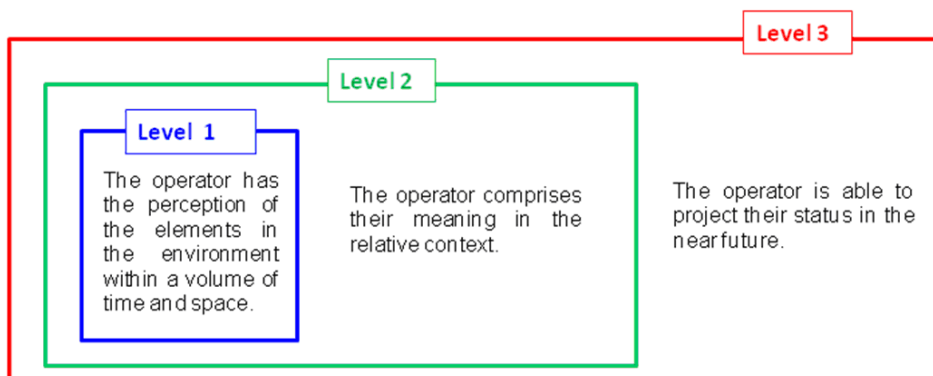 Level 3
Level 2
Level 1
The operator has
the perception of
the elements in
the environment
within a volume of
time and space.
The operator comprises
their meaning in the
relative context.
The operator is able to
project their status in the
near future.